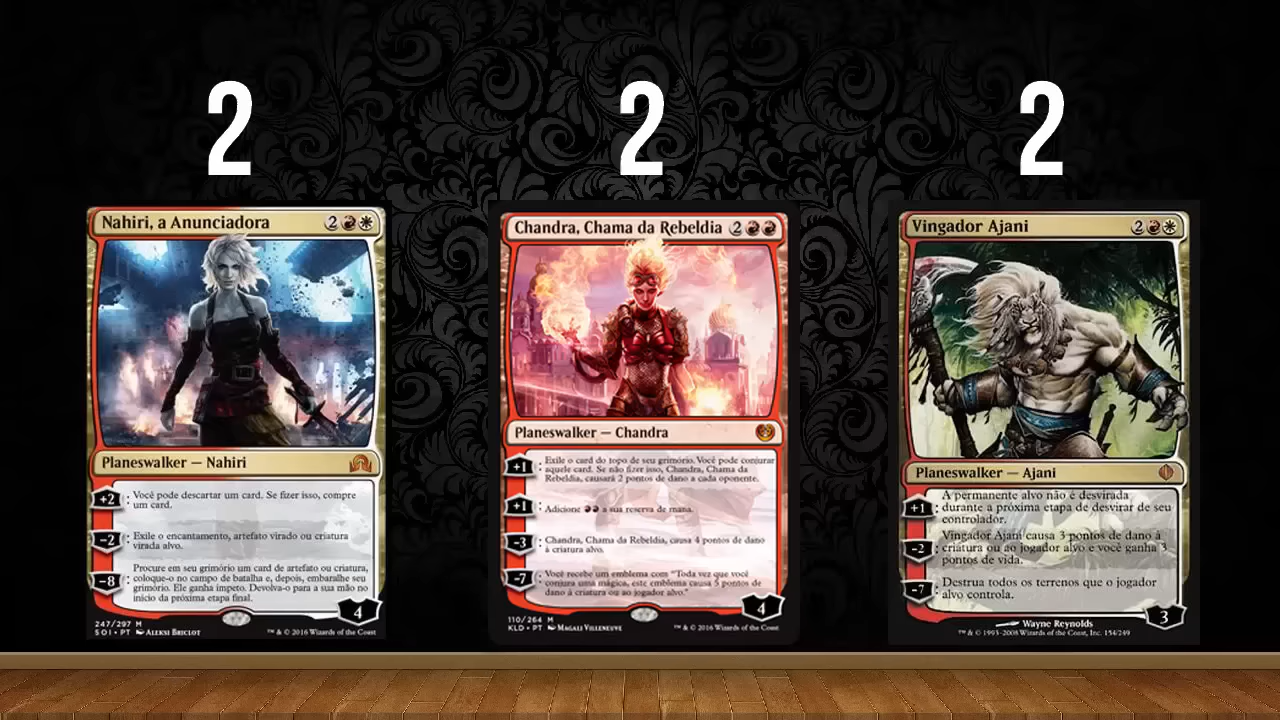 2
2
2
Nahiri, a Anunciadora 2
Planeswalker — Nahiri
+2: Você pode descartar um card. Se fizer isso, compre
um card.
-2: Exile o encantamento, artefato virado ou criatura
virada alvo.
Procure em seu grimório um card de artefato ou criatura,
coloque-o no campo de batalha e, depois, embaralhe seu
-8: grimório. Ele ganha ímpeto. Devolva-o para a sua mão no
início da próxima etapa final.
4
247/297 M
SOI • PT Aleksi Briclot
™ & © 2016 Wizards of the Coast
Chandra, Chama da Rebeldia 2
Planeswalker — Chandra
Exile o card do topo de seu grimório. Você pode conjurar
+1: aquele card. Se não fizer isso, Chandra, Chama da
Rebeldia, causará 2 pontos de dano a cada oponente.
+1: Adicione a sua reserva de mana.
-3: Chandra, Chama da Rebeldia, causa 4 pontos de dano
à criatura alvo.
Você recebe um emblema com “Toda vez que você
-7: conjura uma mágica, este emblema causa 5 pontos de
dano à criatura ou ao jogador alvo.”
4
110/264 M
KLD • PT Magali Villeneuve
™ & © 2016 Wizards of the Coast
Vingador Ajani 2
Planeswalker — Ajani
A permanente alvo não é desvirada
+1: durante a próxima etapa de desvirar de seu
controlador.
Vingador Ajani causa 3 pontos de dano à
-2: criatura ou ao jogador alvo e você ganha 3
pontos de vida.
-7: Destrua todos os terrenos que o jogador
alvo controla.
3
Wayne Reynolds
™ & © 1993-2008 Wizards of the Coast, Inc. 154/249